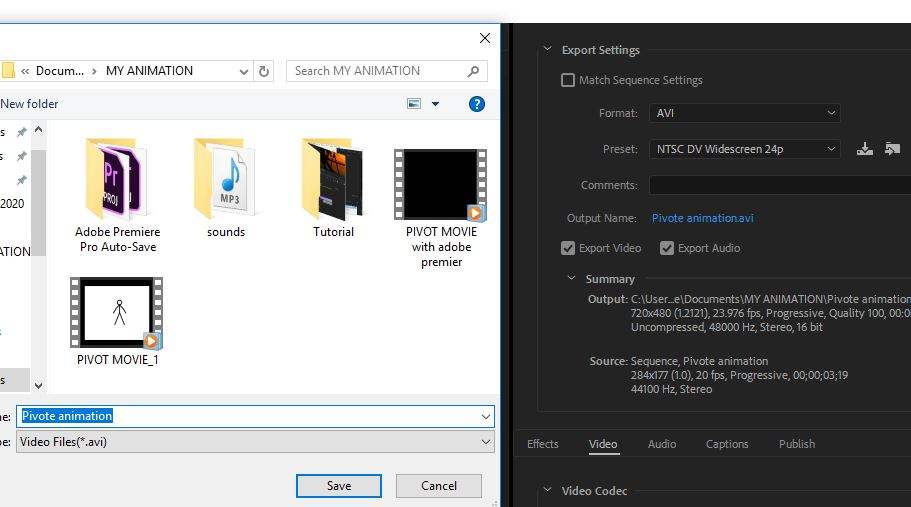 « Docum... > MY ANIMATION
Search MY ANIMATION
New folder
2020
Adobe Premiere
Pro Auto-Save
PROJ
sounds
MP3
Tutorial
PIVOT MOVIE
with adobe
premier
PIVOT MOVIE_1
Pivote animation
Video Files(*.avi)
Save
Cancel
Export Settings
Match Sequence Settings
Format: AVI
Preset: NTSC DV Widescreen 24p
Comments:
Output Name: Pivote animation.avi
Export Video
Export Audio
Summary
Output: C:\User...e\Documents\MY ANIMATION\Pivote animation
720x480 (1.2121), 23.976 fps, Progressive, Quality 100, 00:00
Uncompressed, 48000 Hz, Stereo, 16 bit
Source: Sequence, Pivote animation
284x177 (1.0), 20 fps, Progressive, 00;00;03;19
44100 Hz, Stereo
Effects
Video
Audio
Captions
Publish
Video Codec